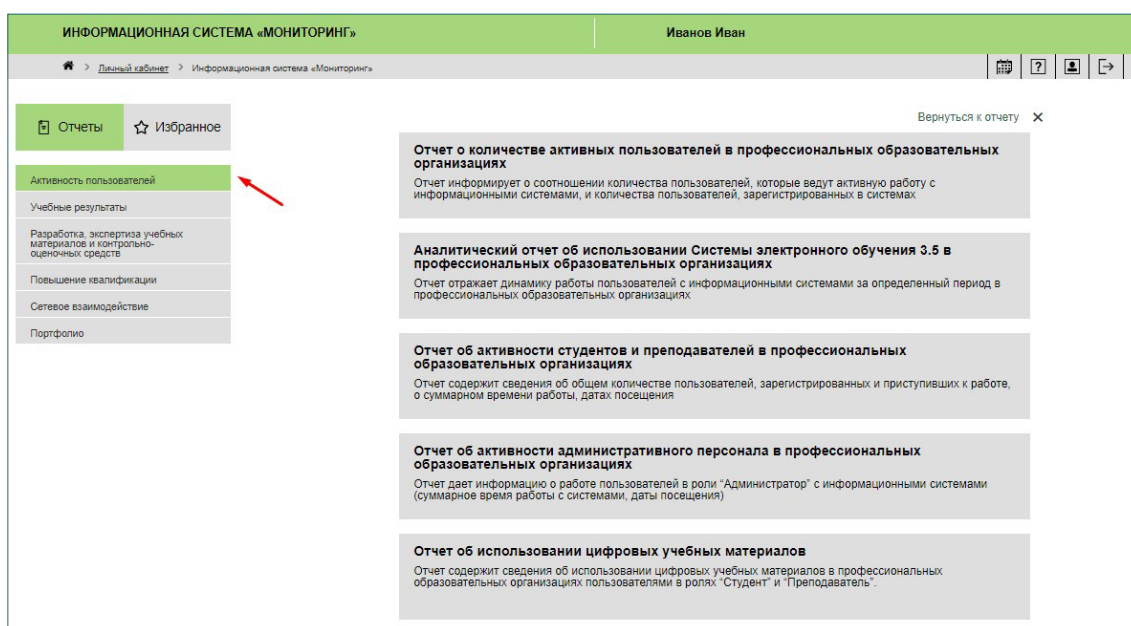 ИНФОРМАЦИОННАЯ СИСТЕМА «МОНИТОРИНГ»
Иванов Иван
> Личный кабинет > Информационная система «Мониторинг»
?
Отчеты
Избранное
Вернуться к отчету ×
Активность пользователей
Учебные результаты
Разработка, экспертиза учебных
материалов и контрольно-
оценочных средств
Повышение квалификации
Сетевое взаимодействие
Портфолио
Отчет о количестве активных пользователей в профессиональных образовательных
организациях
Отчет информирует о соотношении количества пользователей, которые ведут активную работу с
информационными системами, и количества пользователей, зарегистрированных в системах
Аналитический отчет об использовании Системы электронного обучения 3.5 в
профессиональных образовательных организациях
Отчет отражает динамику работы пользователей с информационными системами за определенный период в
профессиональных образовательных организациях
Отчет об активности студентов и преподавателей в профессиональных
образовательных организациях
Отчет содержит сведения об общем количестве пользователей, зарегистрированных и приступивших к работе,
о суммарном времени работы, датах посещения
Отчет об активности административного персонала в профессиональных
образовательных организациях
Отчет дает информацию о работе пользователей в роли “Администратор” с информационными системами
(суммарное время работы с системами, даты посещения)
Отчет об использовании цифровых учебных материалов
Отчет содержит сведения об использовании цифровых учебных материалов в профессиональных
образовательных организациях пользователями в ролях “Студент” и “Преподаватель”.